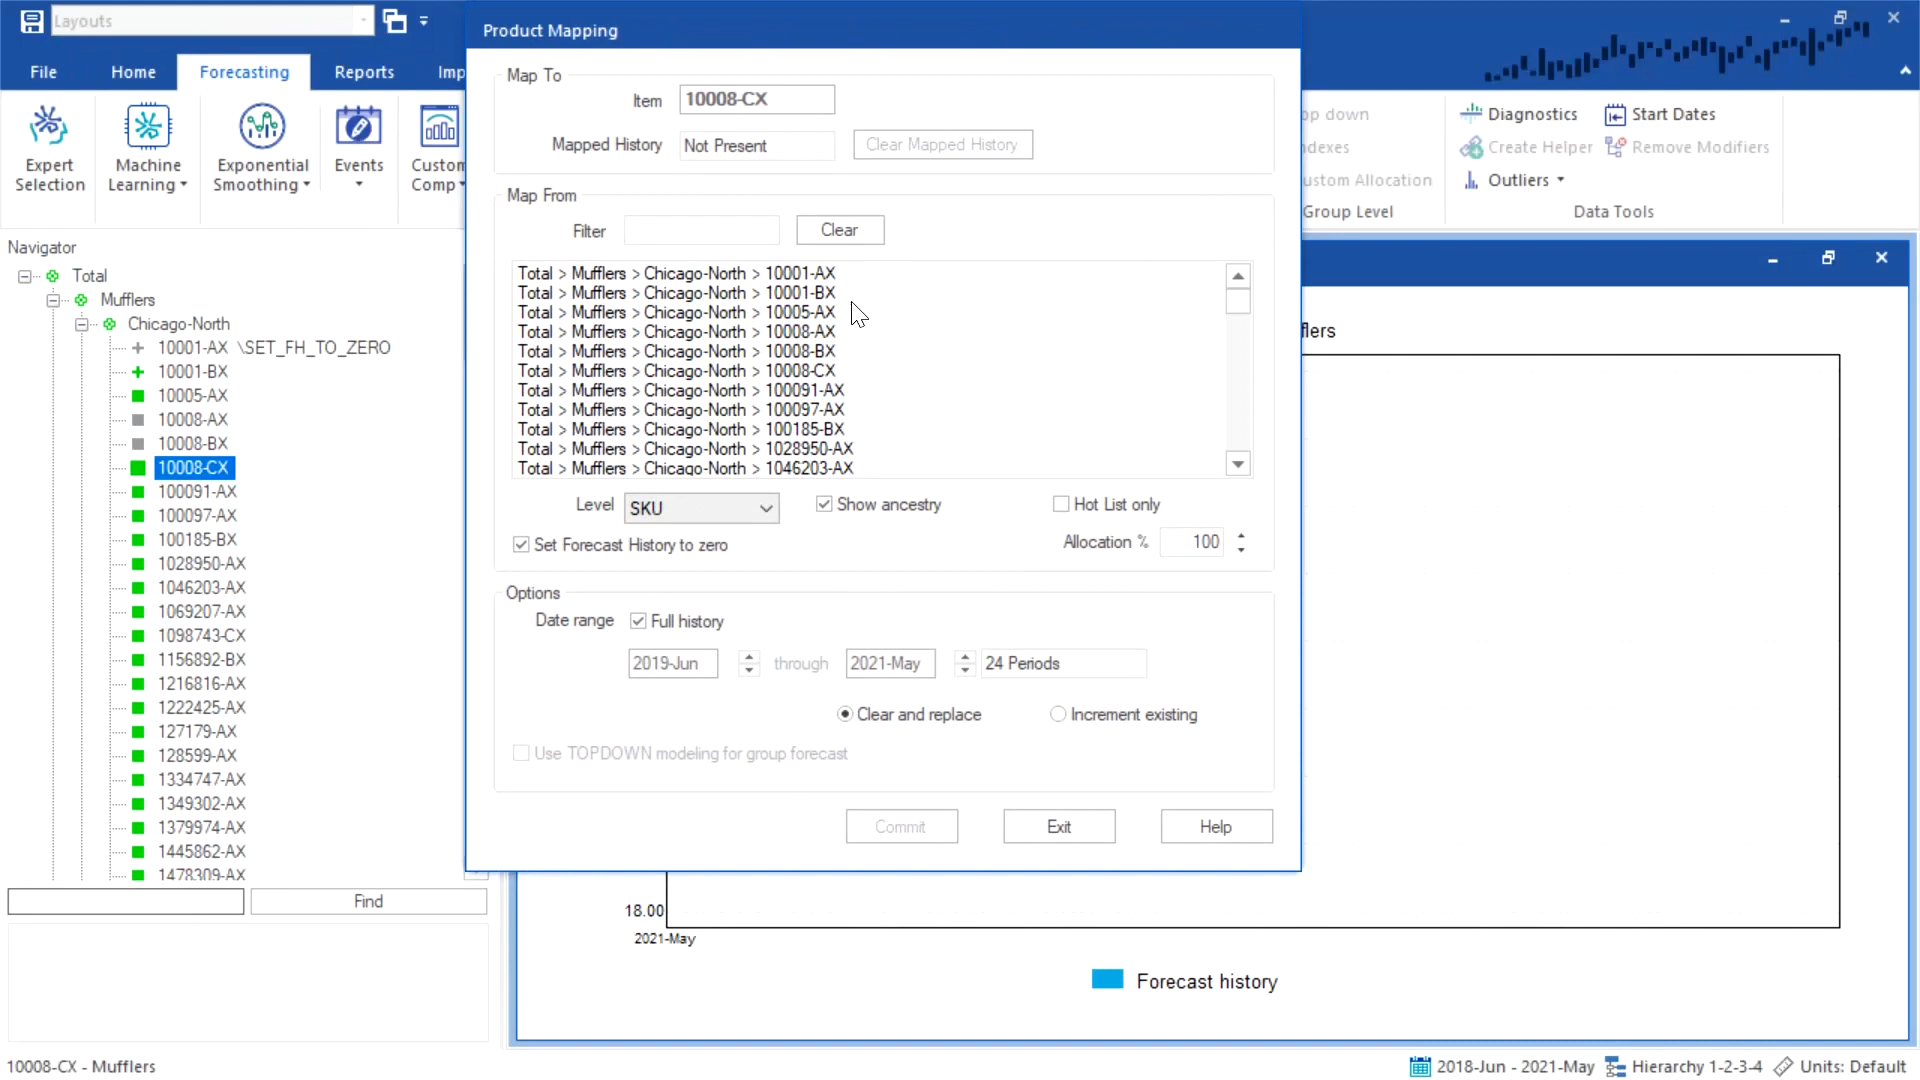 Layouts
File
Home
Forecasting
Reports
Imp
Expert
Selection
Machine
Learning
Exponential
Smoothing
Events
Custom
Comp
Product Mapping
Map To
Item
10008-CX
Mapped History
Not Present
Clear Mapped History
Map From
Filter
Clear
Total > Mufflers > Chicago-North > 10001-AX
Total > Mufflers > Chicago-North > 10001-BX
Total > Mufflers > Chicago-North > 10005-AX
Total > Mufflers > Chicago-North > 10008-AX
Total > Mufflers > Chicago-North > 10008-BX
Total > Mufflers > Chicago-North > 10008-CX
Total > Mufflers > Chicago-North > 100091-AX
Total > Mufflers > Chicago-North > 100097-AX
Total > Mufflers > Chicago-North > 100185-BX
Total > Mufflers > Chicago-North > 1028950-AX
Total > Mufflers > Chicago-North > 1046203-AX
Level
SKU
Show ancestry
Hot List only
Set Forecast History to zero
Allocation %
100
Options
Date range
Full history
2019-Jun
through
2021-May
24 Periods
Clear and replace
Increment existing
Use TOPDOWN modeling for group forecast
Commit
Exit
Help
op down
ndexes
ustom Allocation
Group Level
Diagnostics
Start Dates
Create Helper
Remove Modifiers
Outliers
Data Tools
Navigator
Total
Mufflers
Chicago-North
10001-AX \SET_FH_TO_ZERO
10001-BX
10005-AX
10008-AX
10008-BX
10008-CX
100091-AX
100097-AX
100185-BX
1028950-AX
1046203-AX
1069207-AX
1098743-CX
1156892-BX
1216816-AX
1222425-AX
127179-AX
128599-AX
1334747-AX
1349302-AX
1379974-AX
1445862-AX
1478309-AX
Find
flers
18.00
2021-May
Forecast history
10008-CX - Mufflers
2018-Jun - 2021-May
Hierarchy 1-2-3-4
Units: Default